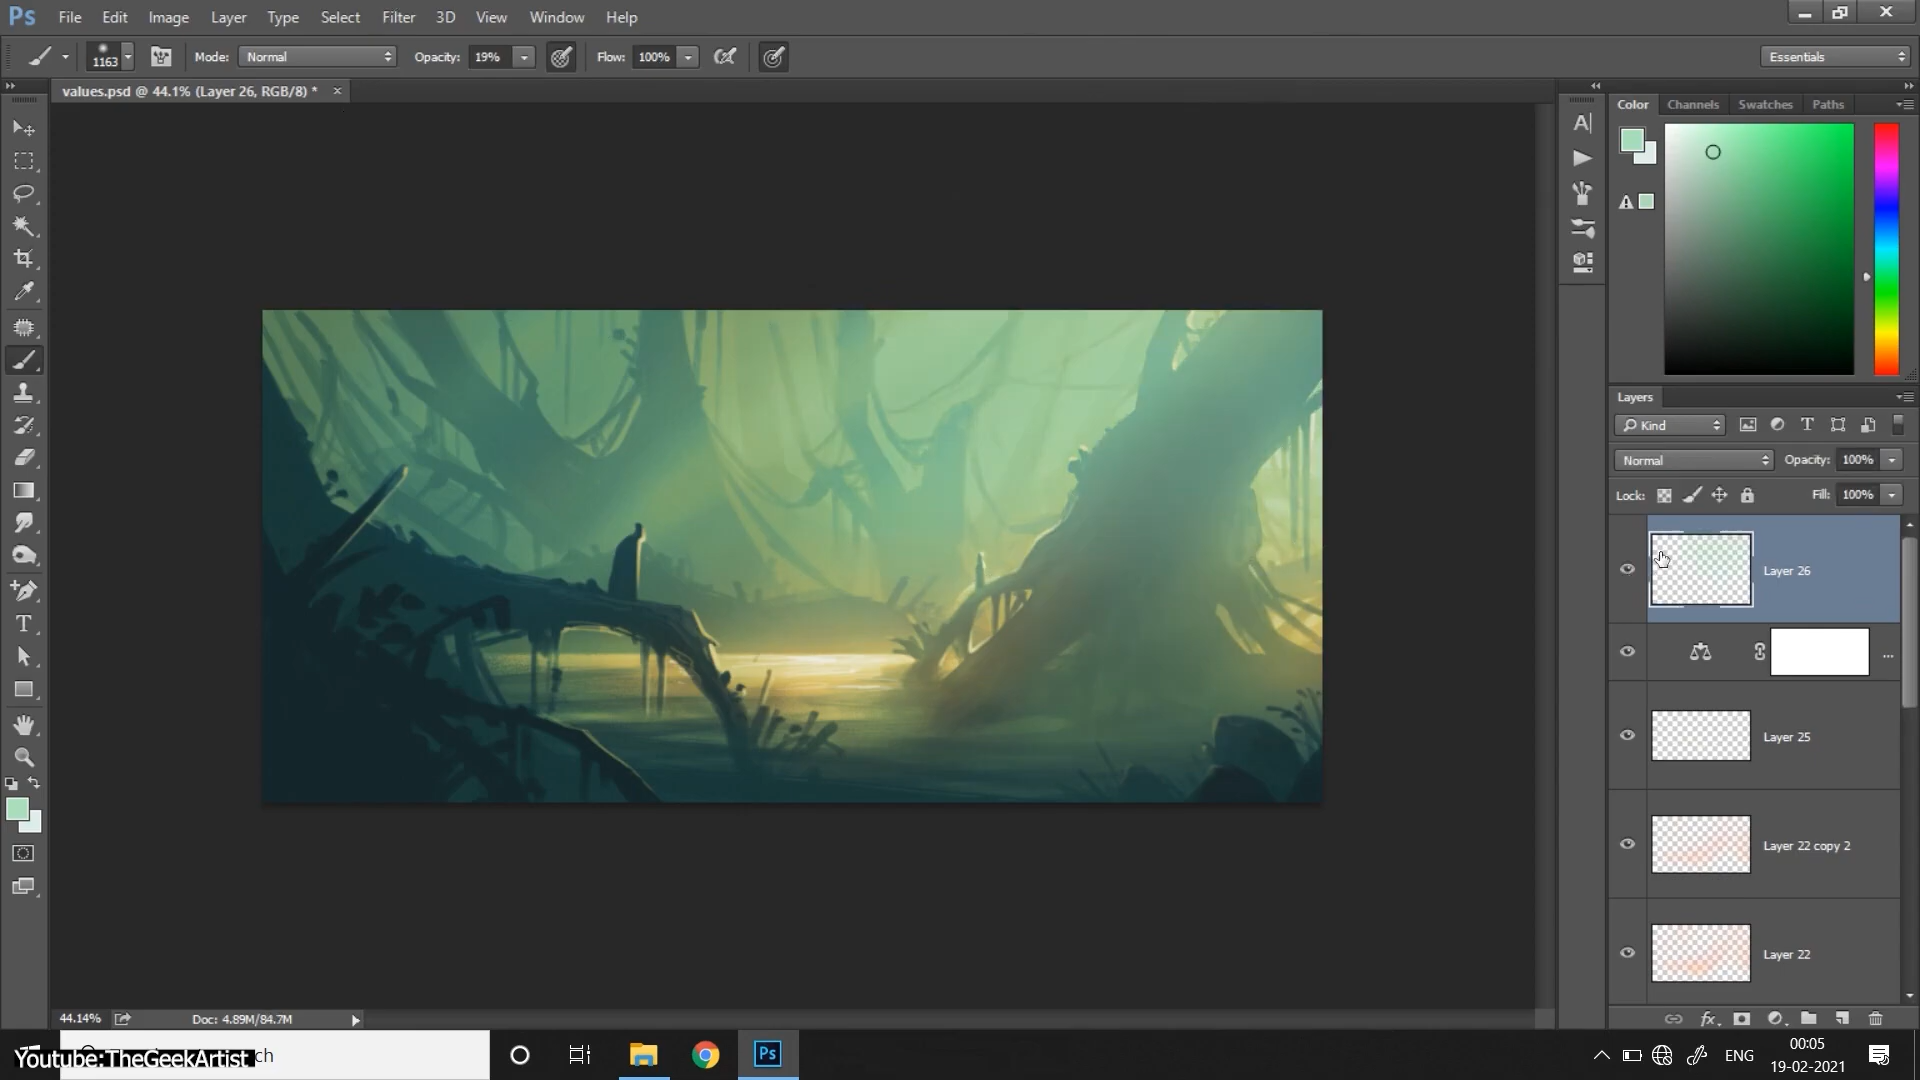 Ps File Edit Image Layer Type Select Filter 3D View Window Help
1163 Mode: Normal Opacity: 19% Flow: 100% Essentials
values.psd @ 44.1% (Layer 26, RGB/8) * ×
Color Channels Swatches Paths
Layers
Kind
Normal Opacity: 100%
Lock: Fill: 100%
Layer 26
...
Layer 25
Layer 22 copy 2
Layer 22
44.14% Doc: 4.89M/84.7M
Youtube:TheGeekArtist ch
Ps
ENG
00:05
19-02-2021